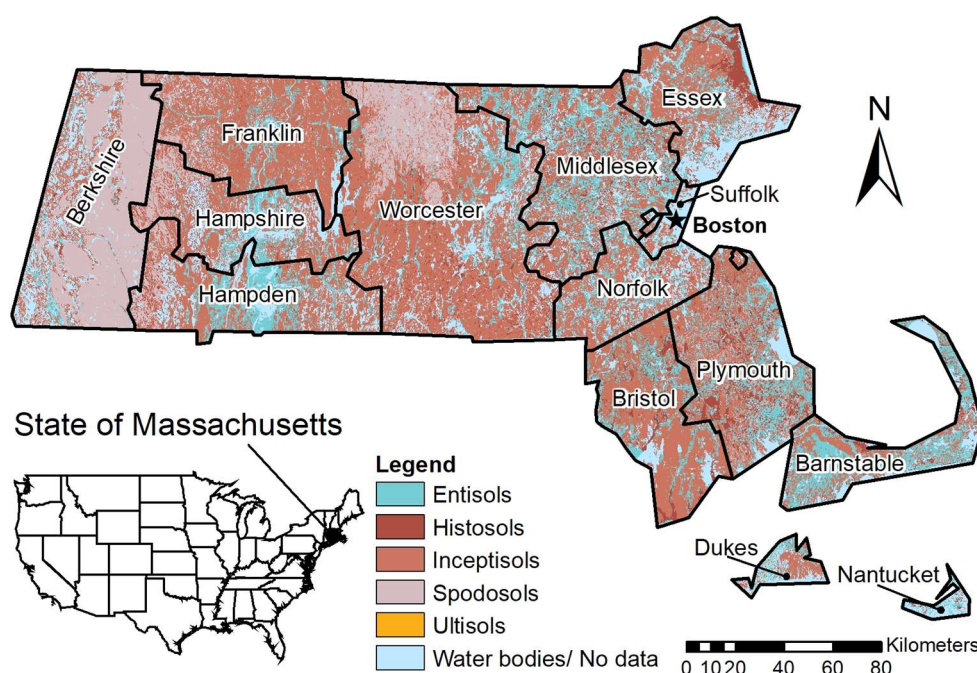 N
Essex
Franklin
Middlesex
Berkshire
Suffolk
Hampshire
Worcester
Boston
Hampden
Norfolk
Plymouth
Bristol
State of Massachusetts
Barnstable
Legend
Entisols
Histosols
Inceptisols
Spodosols
Ultisols
Water bodies/ No data
Dukes
Nantucket
Kilometers
0 10 20 40 60 80